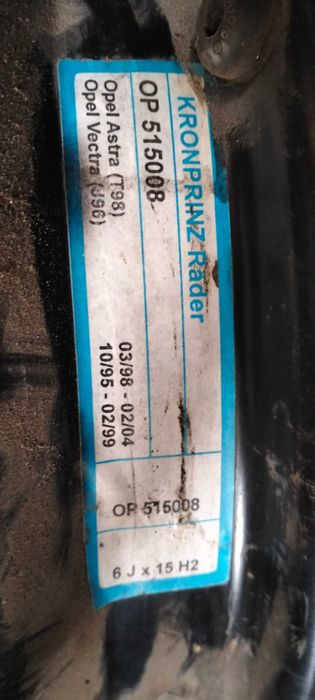 KRONPRINZ Räder
OP 515008
Opel Astra (T98) 03/98 - 02/04
Opel Vectra (J96) 10/95 - 02/99
OP 515008
6 J x 15 H2